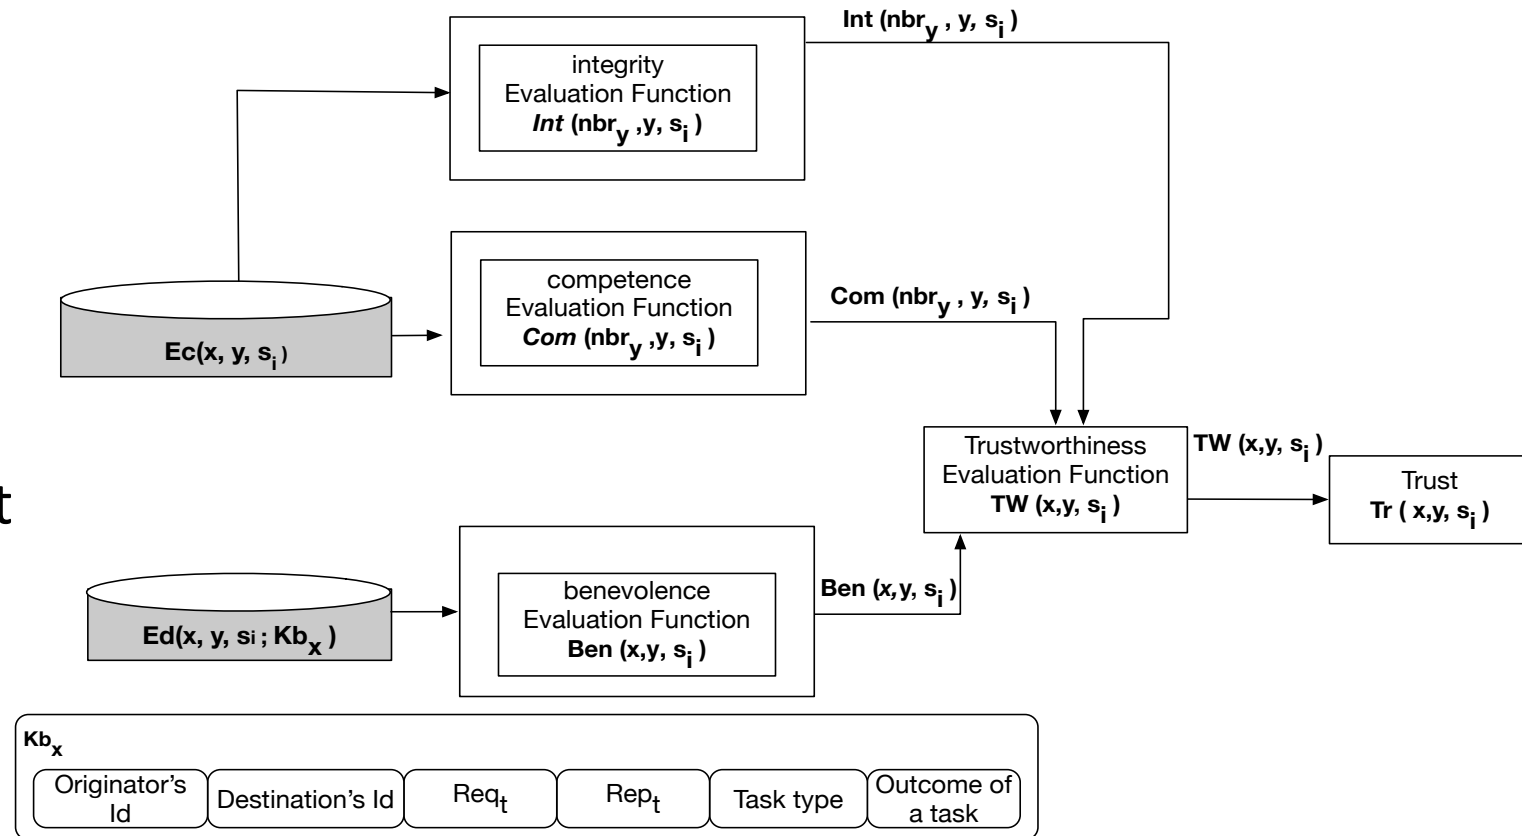 Int (nbr_y , y, s_i )
integrity
Evaluation Function
Int (nbr_y ,y, s_i )
competence
Evaluation Function
Com (nbr_y ,y, s_i )
Com (nbr_y , y, s_i )
Ec(x, y, s_i )
Trustworthiness
Evaluation Function
TW (x,y, s_i )
TW (x,y, s_i )
Trust
Tr ( x,y, s_i )
t
benevolence
Evaluation Function
Ben (x,y, s_i )
Ben (x,y, s_i )
Ed(x, y, si ; Kb_x )
Kb_x
Originator's
Id
Destination's Id
Req_t
Rep_t
Task type
Outcome of
a task